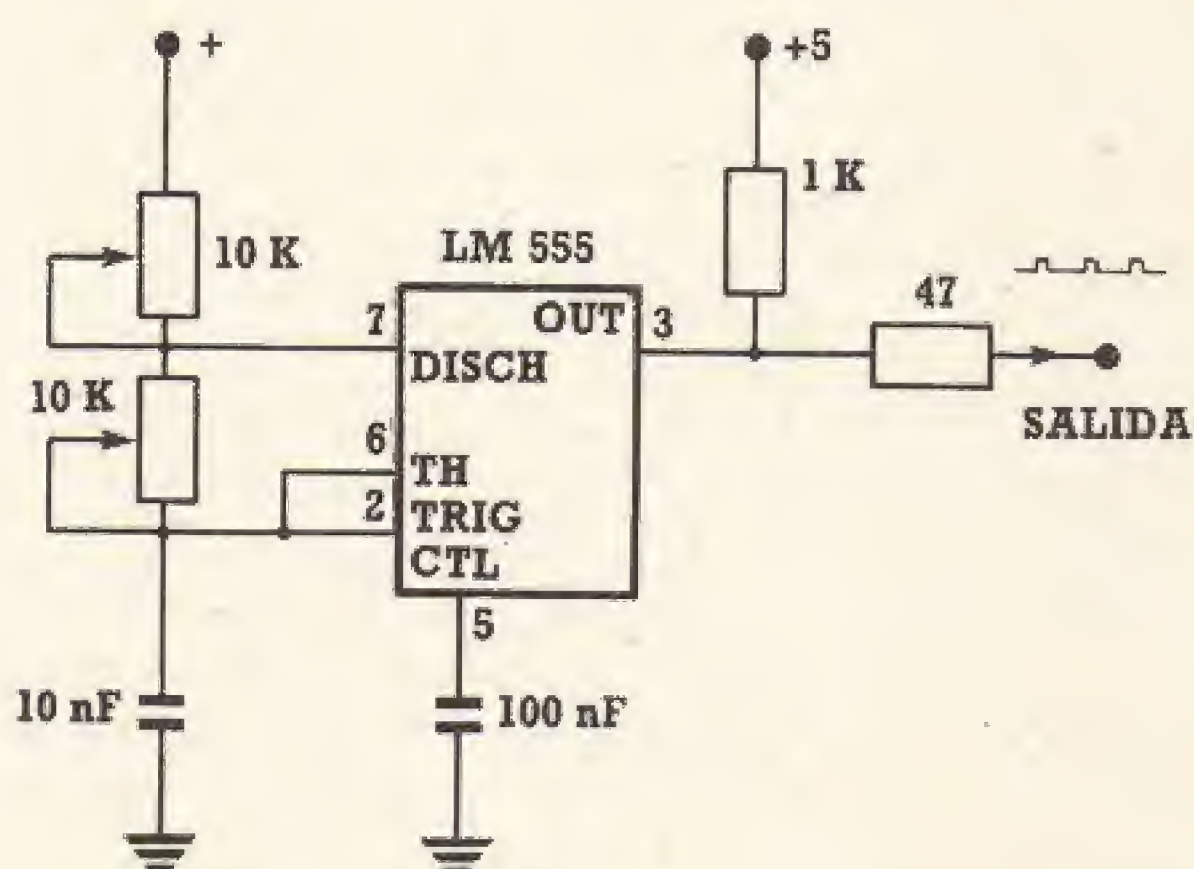 +
+5
10 K
1 K
LM 555
47
7
OUT
3
DISCH
10 K
SALIDA
6
TH
2
TRIG
CTL
5
10 nF
100 nF